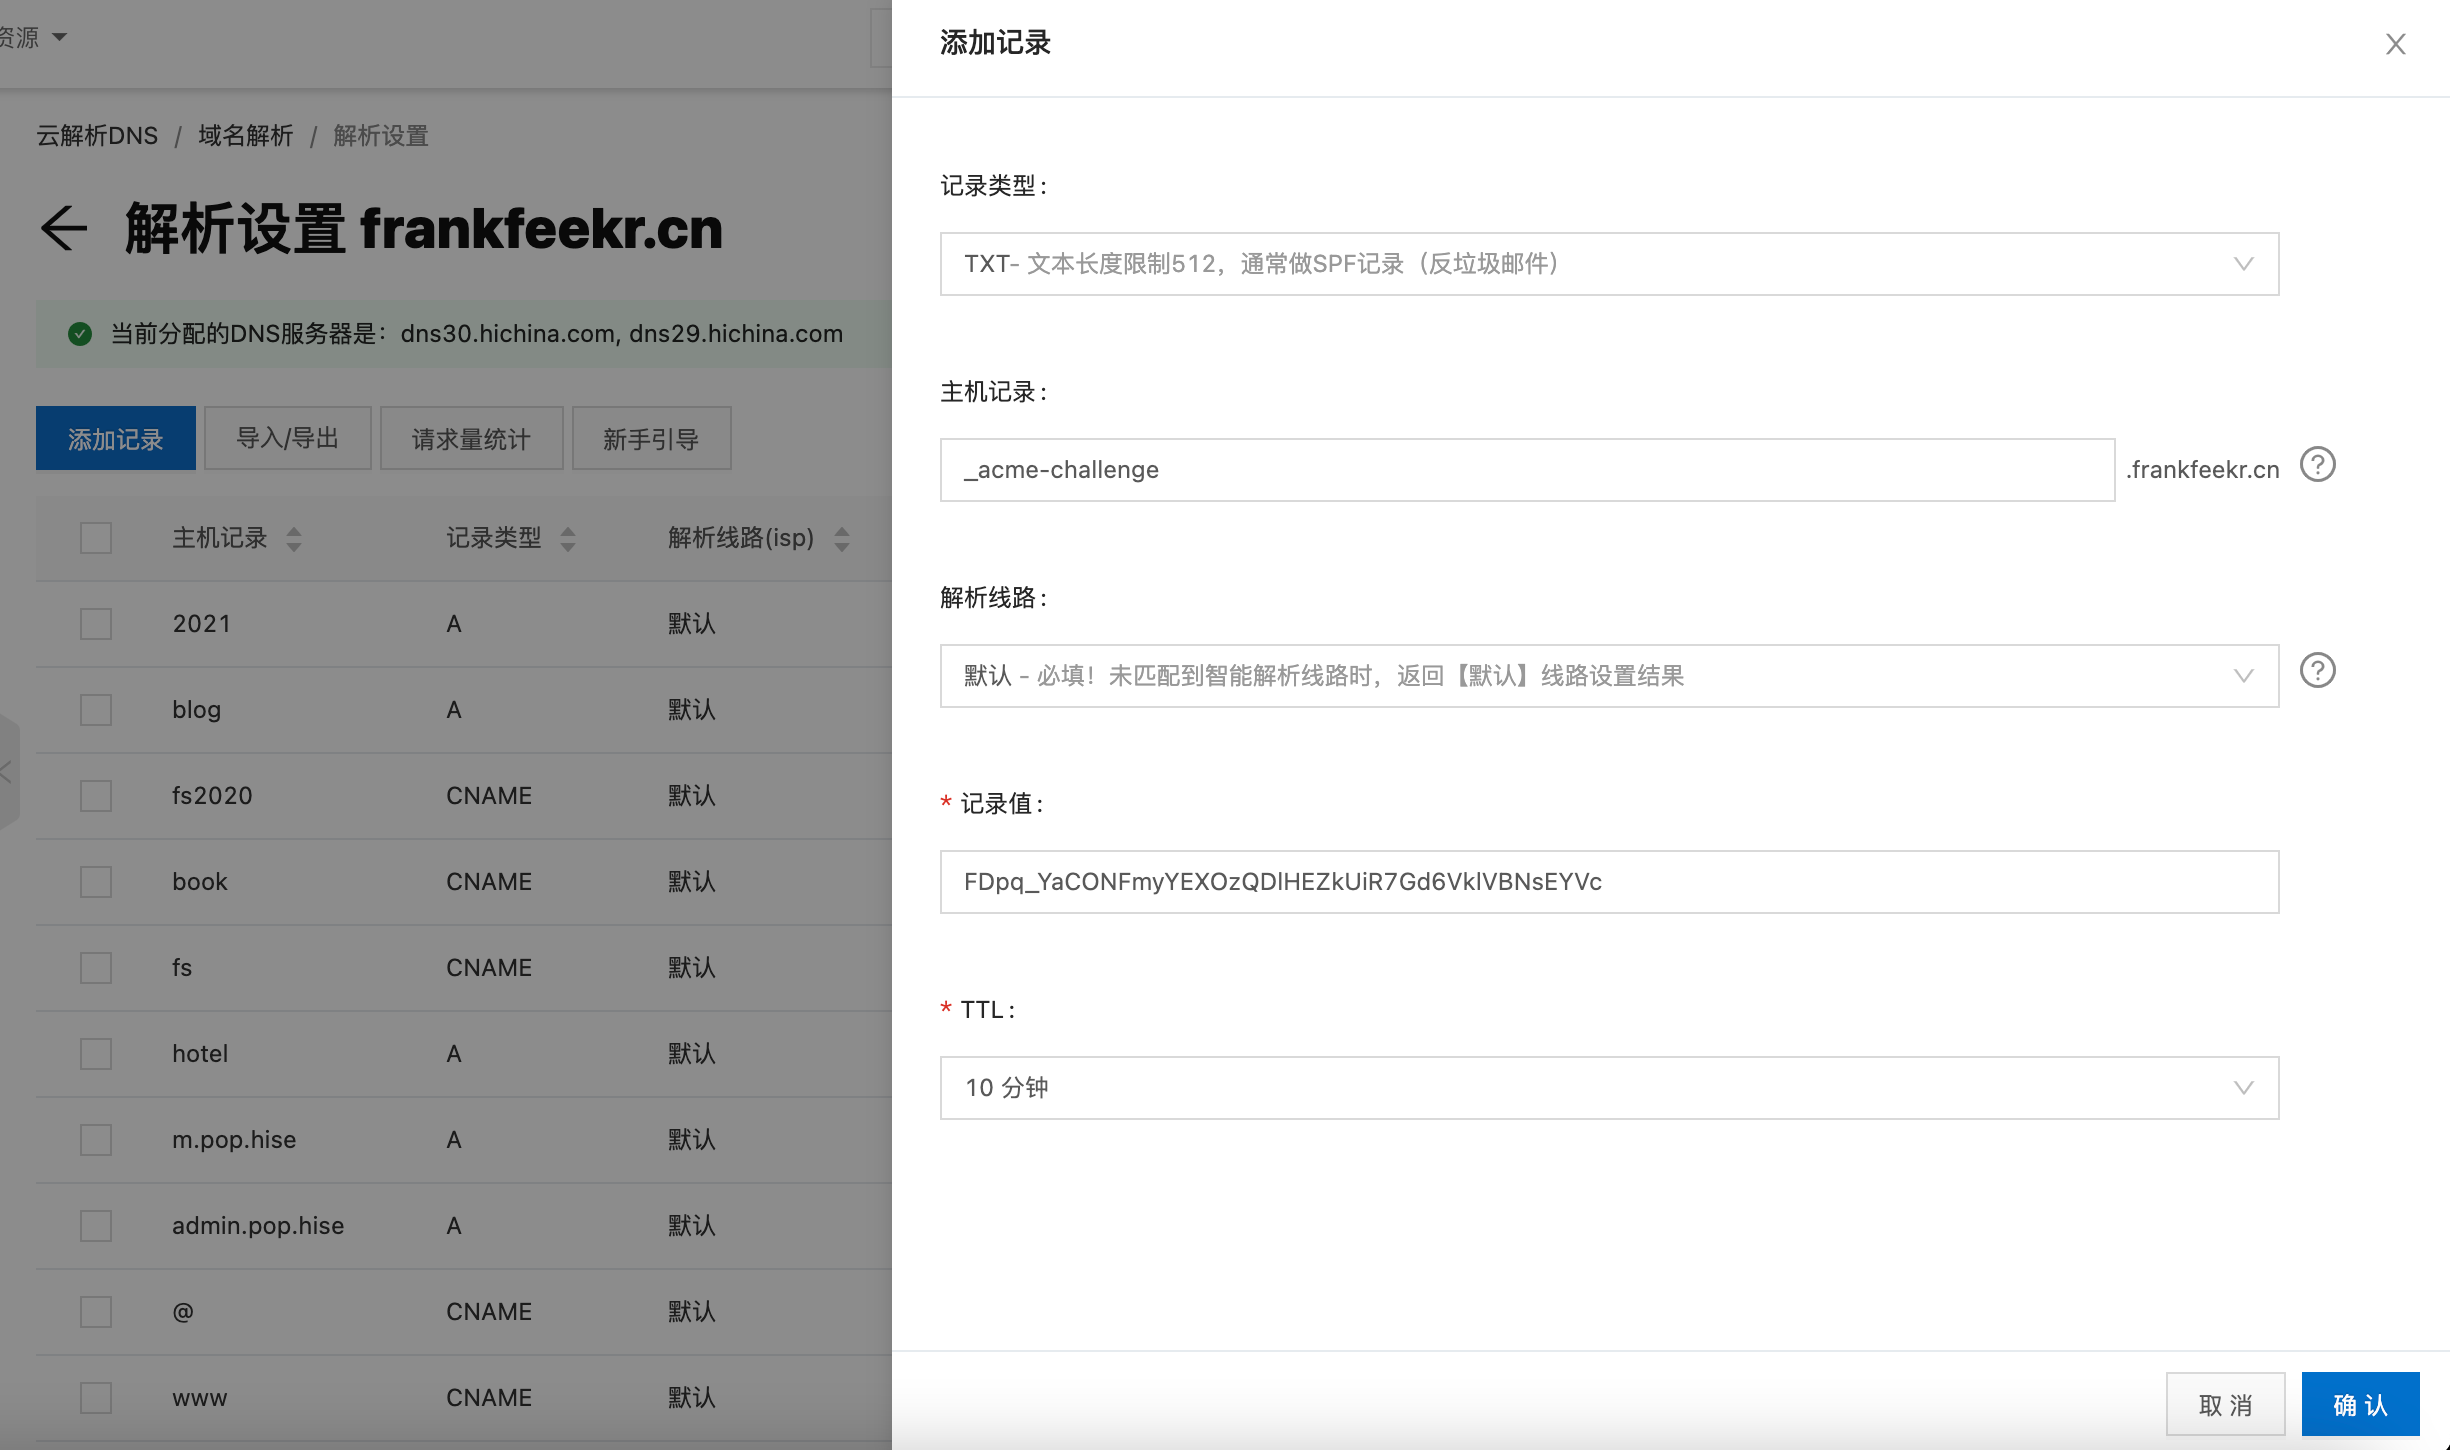 资源
云解析DNS / 域名解析 / 解析设置
解析设置 frankfeekr.cn
当前分配的DNS服务器是：dns30.hichina.com, dns29.hichina.com
添加记录 导入/导出 请求量统计 新手引导
主机记录 记录类型 解析线路(isp)
2021 A 默认
blog A 默认
fs2020 CNAME 默认
book CNAME 默认
fs CNAME 默认
hotel A 默认
m.pop.hise A 默认
admin.pop.hise A 默认
@ CNAME 默认
www CNAME 默认
添加记录
记录类型：
TXT- 文本长度限制512，通常做SPF记录（反垃圾邮件）
主机记录：
_acme-challenge .frankfeekr.cn
解析线路：
默认 - 必填！未匹配到智能解析线路时，返回【默认】线路设置结果
* 记录值：
FDpq_YaCONFmyYEXOzQDlHEZkUiR7Gd6VklVBNsEYVc
* TTL：
10 分钟
取 消 确 认